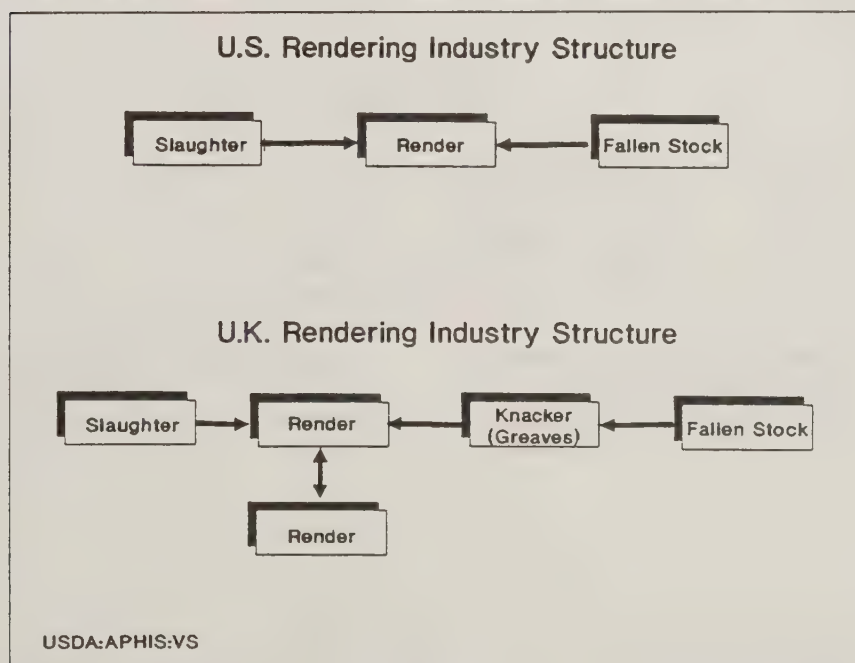 U.S. Rendering Industry Structure
Slaughter
Render
Fallen Stock
U.K. Rendering Industry Structure
Slaughter
Render
Knacker
(Greaves)
Fallen Stock
Render
USDA:APHIS:VS